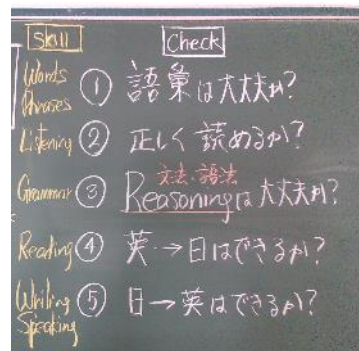 Skill Check
Words Phrases ① 語彙は大丈夫か?
Listening ② 正しく読めるか?
文法・語法
Grammar ③ Reasoningは大丈夫か?
Reading ④ 英→日はできるか?
Writing Speaking ⑤ 日→英はできるか?